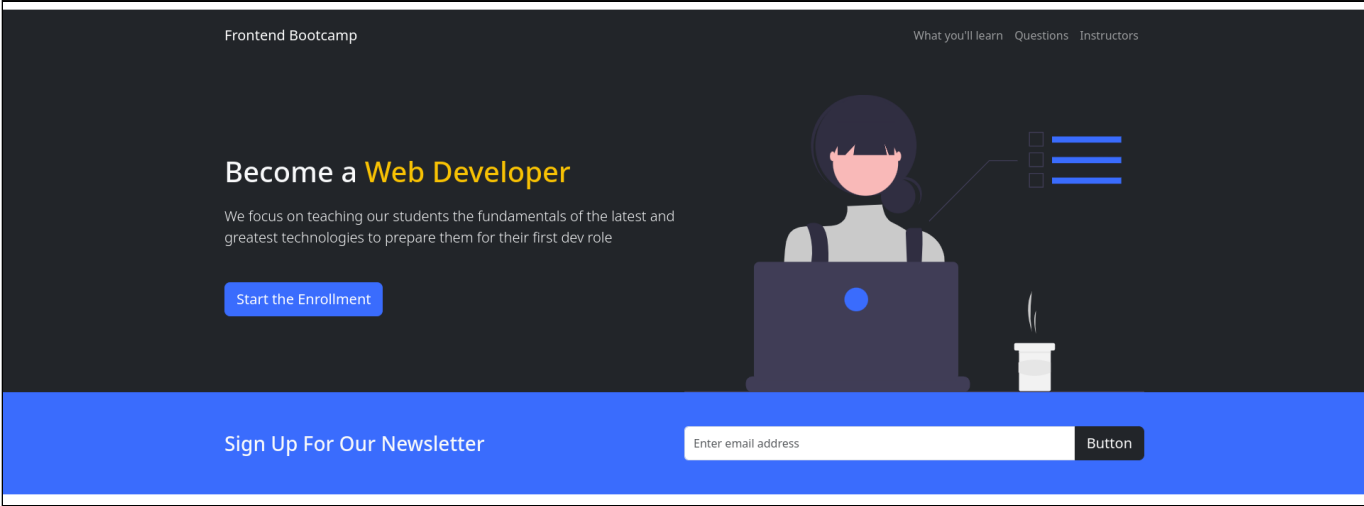 Frontend Bootcamp
What you'll learn Questions Instructors
Become a Web Developer
We focus on teaching our students the fundamentals of the latest and
greatest technologies to prepare them for their first dev role
Start the Enrollment
Sign Up For Our Newsletter
Enter email address
Button